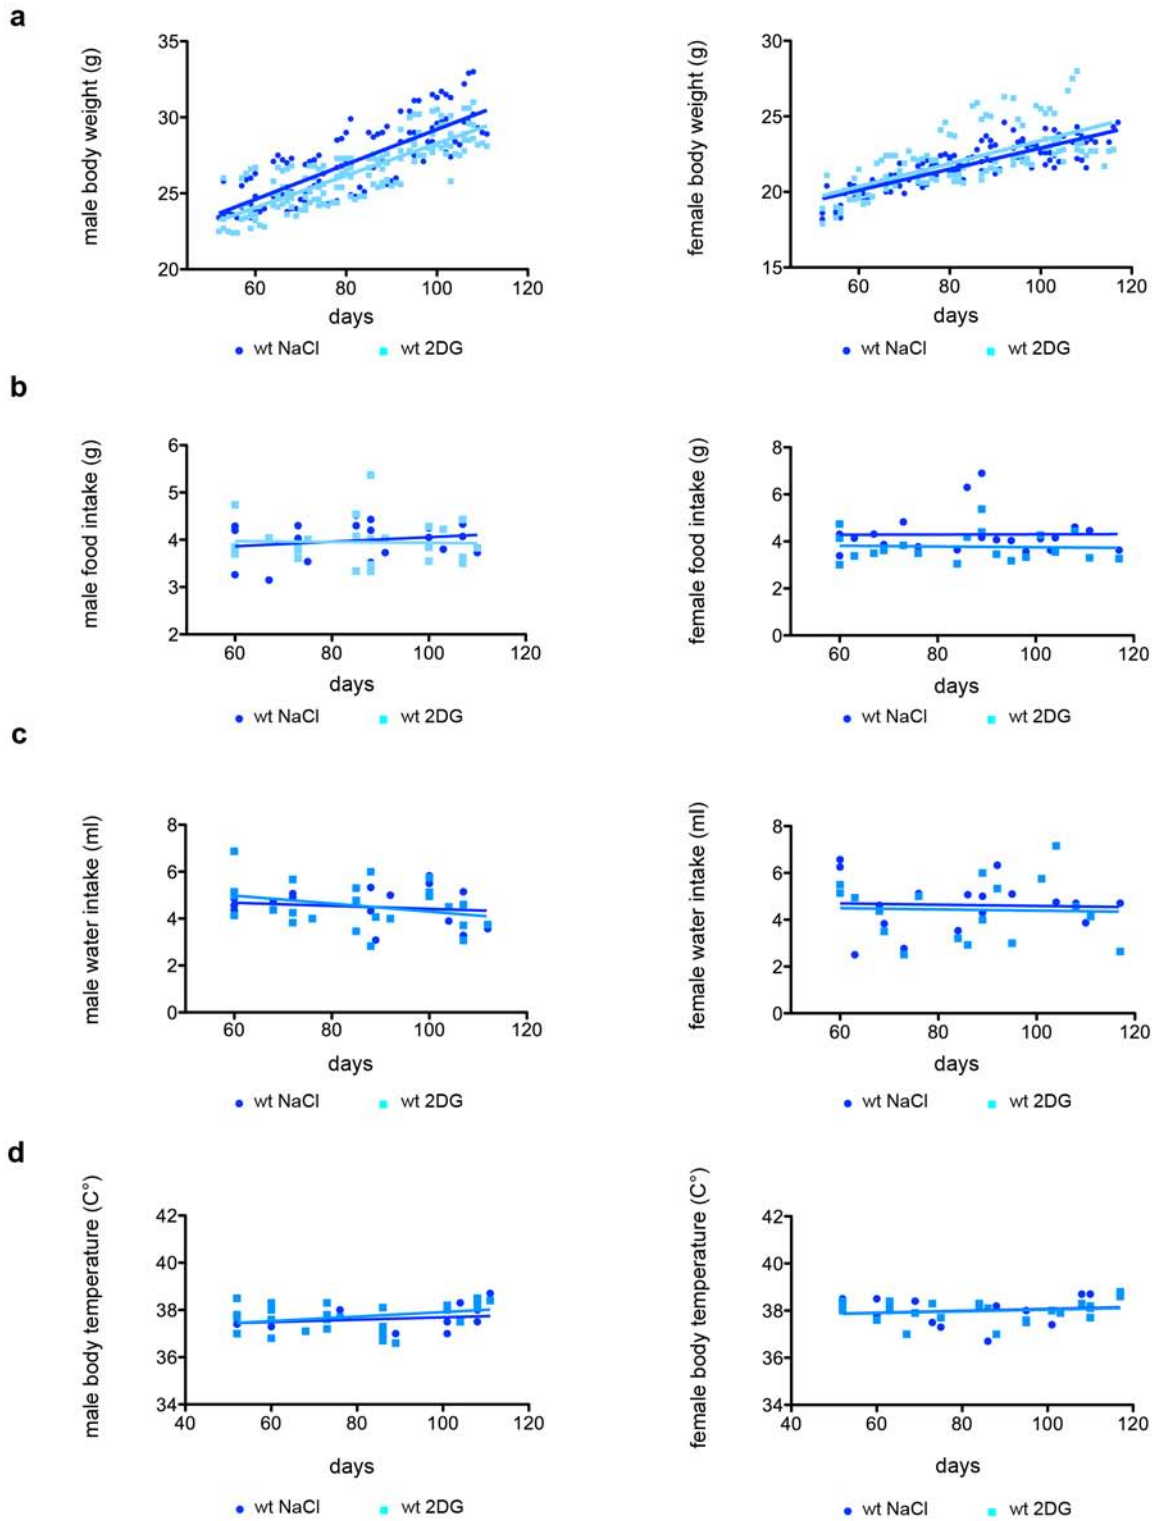 a
male body weight (g)
35
30
25
20
60 80 100 120
days
wt NaCl wt 2DG
female body weight (g)
30
25
20
15
60 80 100 120
days
wt NaCl wt 2DG
b
male food intake (g)
6
5
4
3
2
60 80 100 120
days
wt NaCl wt 2DG
female food intake (g)
8
6
4
2
0
60 80 100 120
days
wt NaCl wt 2DG
c
male water intake (ml)
8
6
4
2
0
60 80 100 120
days
wt NaCl wt 2DG
female water intake (ml)
8
6
4
2
0
60 80 100 120
days
wt NaCl wt 2DG
d
male body temperature (C°)
42
40
38
36
34
40 60 80 100 120
days
wt NaCl wt 2DG
female body temperature (C°)
42
40
38
36
34
40 60 80 100 120
days
wt NaCl wt 2DG